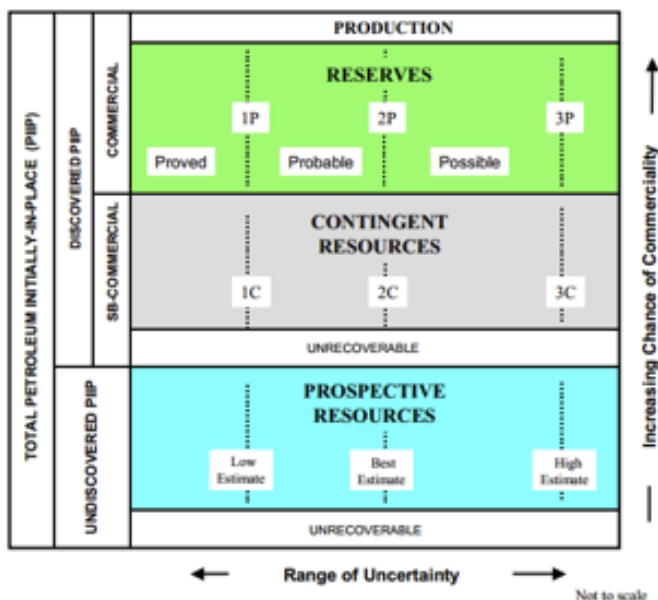 TOTAL PETROLEUM INITIALLY-IN-PLACE (PIIP)
DISCOVERED PIIP
UNDISCOVERED PIIP
COMMERCIAL
SB-COMMERCIAL
PRODUCTION
RESERVES
1P 2P 3P
Proved Probable Possible
CONTINGENT
RESOURCES
1C 2C 3C
UNRECOVERABLE
PROSPECTIVE
RESOURCES
Low Best High
Estimate Estimate Estimate
UNRECOVERABLE
Increasing Chance of Commerciality
Range of Uncertainty
Not to scale